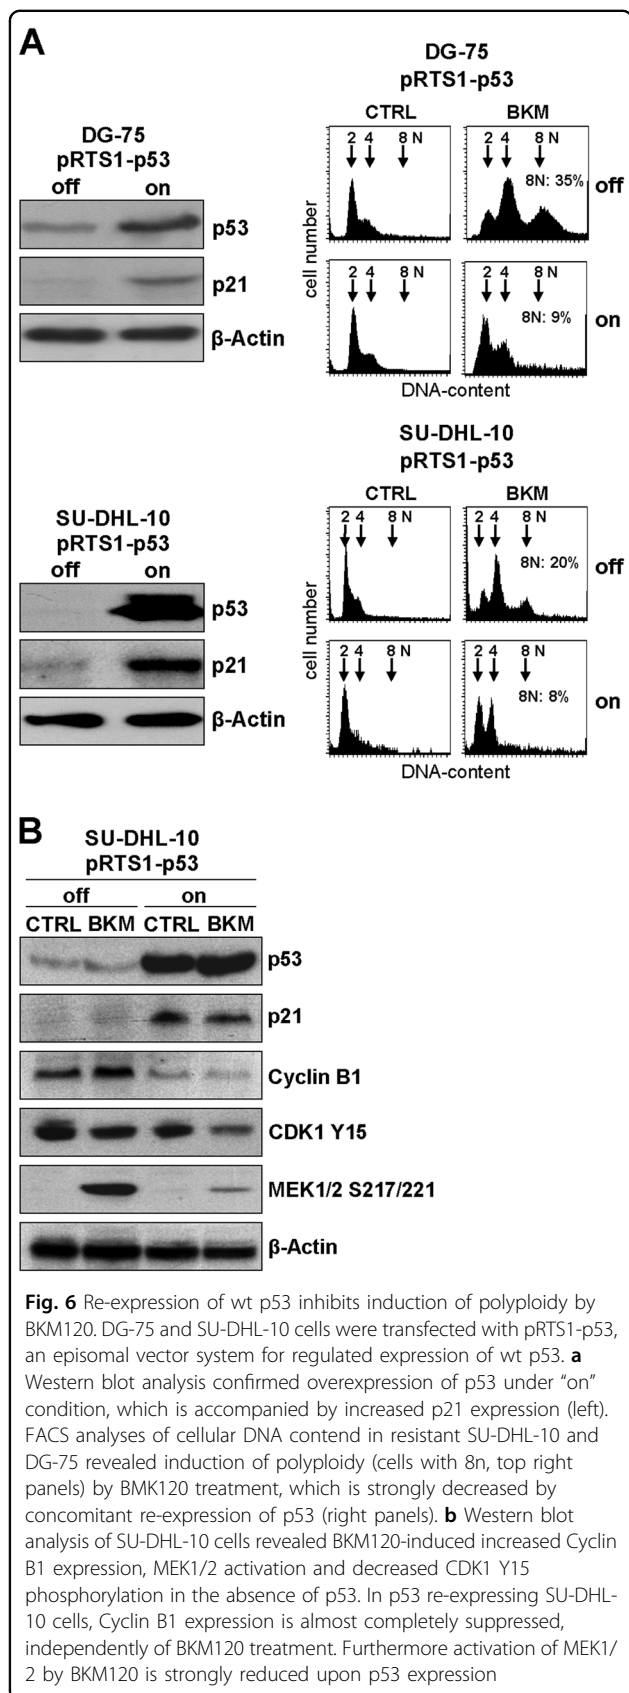 A
DG-75
pRTS1-p53
off on
p53
p21
β-Actin
DG-75
pRTS1-p53
CTRL BKM
2 4 8 N 2 4 8 N
8N: 35%
off
2 4 8 N 2 4 8 N
8N: 9%
on
cell number
DNA-content
SU-DHL-10
pRTS1-p53
off on
p53
p21
β-Actin
SU-DHL-10
pRTS1-p53
CTRL BKM
2 4 8 N 2 4 8 N
8N: 20%
off
2 4 8 N 2 4 8 N
8N: 8%
on
cell number
DNA-content
B
SU-DHL-10
pRTS1-p53
off on
CTRL BKM CTRL BKM
p53
p21
Cyclin B1
CDK1 Y15
MEK1/2 S217/221
β-Actin
Fig. 6 Re-expression of wt p53 inhibits induction of polyploidy by
BKM120. DG-75 and SU-DHL-10 cells were transfected with pRTS1-p53,
an episomal vector system for regulated expression of wt p53. a
Western blot analysis confirmed overexpression of p53 under “on”
condition, which is accompanied by increased p21 expression (left).
FACS analyses of cellular DNA contend in resistant SU-DHL-10 and
DG-75 revealed induction of polyploidy (cells with 8n, top right
panels) by BMK120 treatment, which is strongly decreased by
concomitant re-expression of p53 (right panels). b Western blot
analysis of SU-DHL-10 cells revealed BKM120-induced increased Cyclin
B1 expression, MEK1/2 activation and decreased CDK1 Y15
phosphorylation in the absence of p53. In p53 re-expressing SU-DHL-
10 cells, Cyclin B1 expression is almost completely suppressed,
independently of BKM120 treatment. Furthermore activation of MEK1/
2 by BKM120 is strongly reduced upon p53 expression